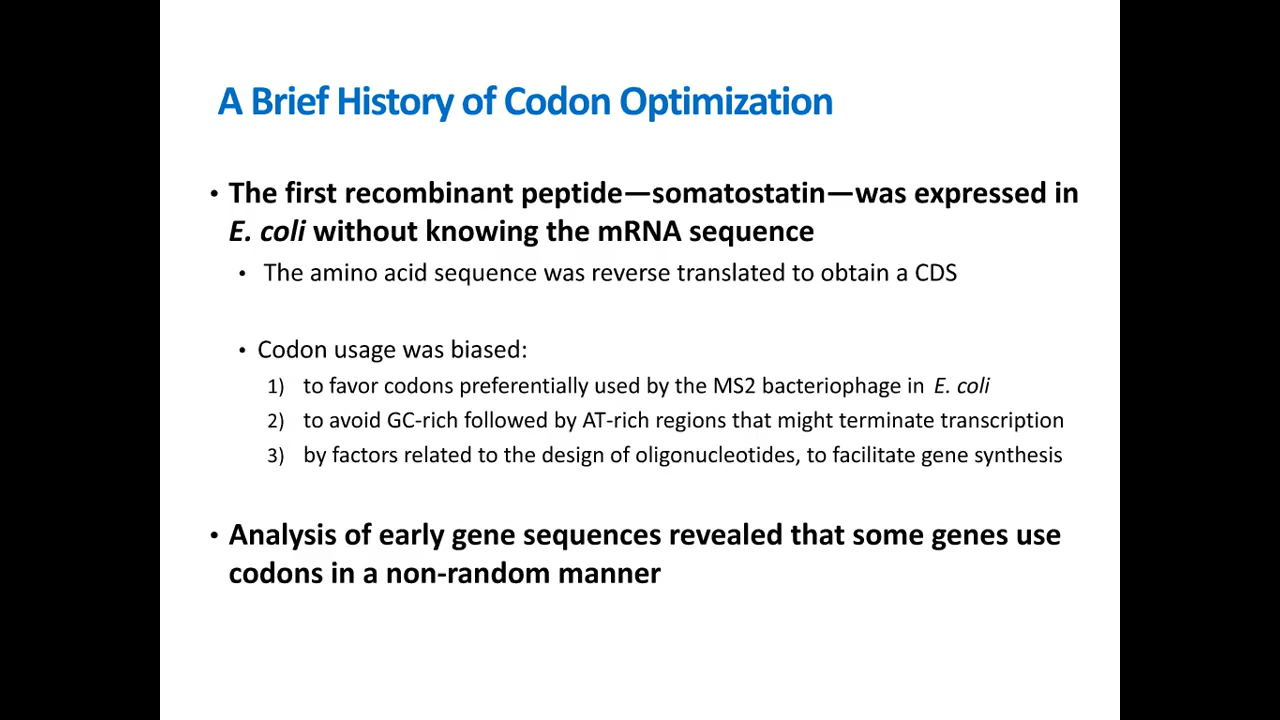 A Brief History of Codon Optimization
• The first recombinant peptide—somatostatin—was expressed in
E. coli without knowing the mRNA sequence
• The amino acid sequence was reverse translated to obtain a CDS
• Codon usage was biased:
1) to favor codons preferentially used by the MS2 bacteriophage in E. coli
2) to avoid GC-rich followed by AT-rich regions that might terminate transcription
3) by factors related to the design of oligonucleotides, to facilitate gene synthesis
• Analysis of early gene sequences revealed that some genes use
codons in a non-random manner